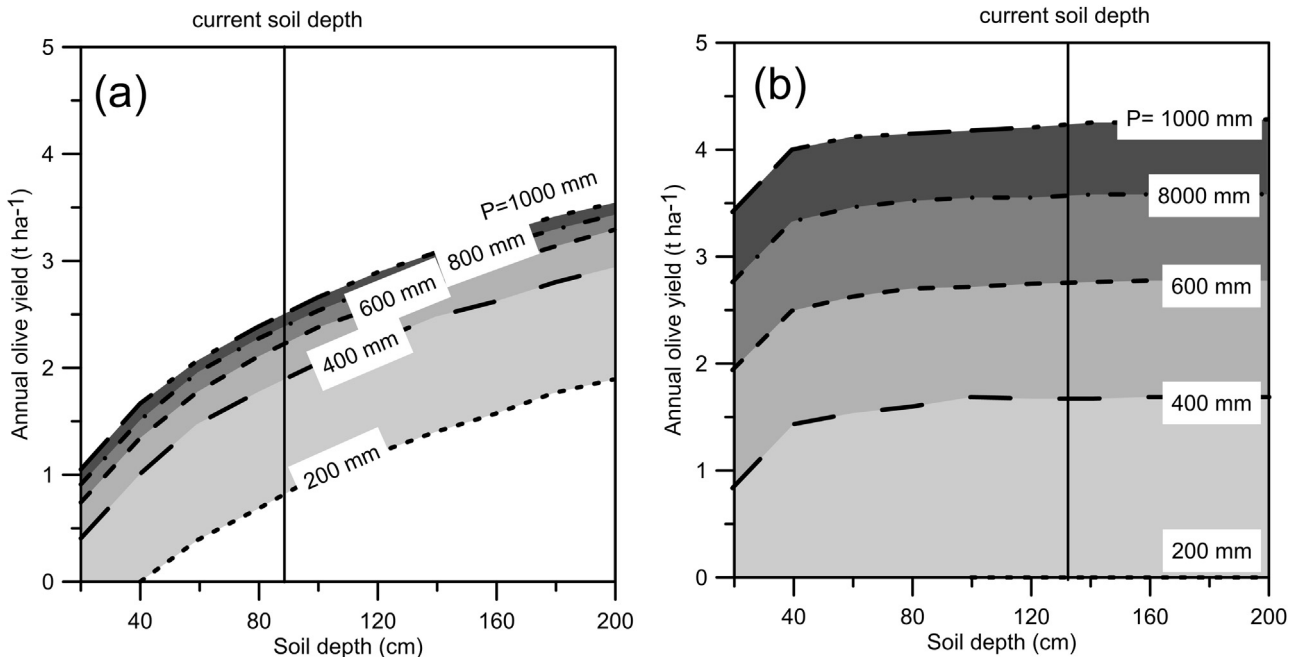 current soil depth
(a)
5
4
3
2
1
0
Annual olive yield (t ha-1)
P=1000 mm
800 mm
600 mm
400 mm
200 mm
40
80
120
160
200
Soil depth (cm)
current soil depth
(b)
5
4
3
2
1
0
Annual olive yield (t ha-1)
P= 1000 mm
8000 mm
600 mm
400 mm
200 mm
40
80
120
160
200
Soil depth (cm)